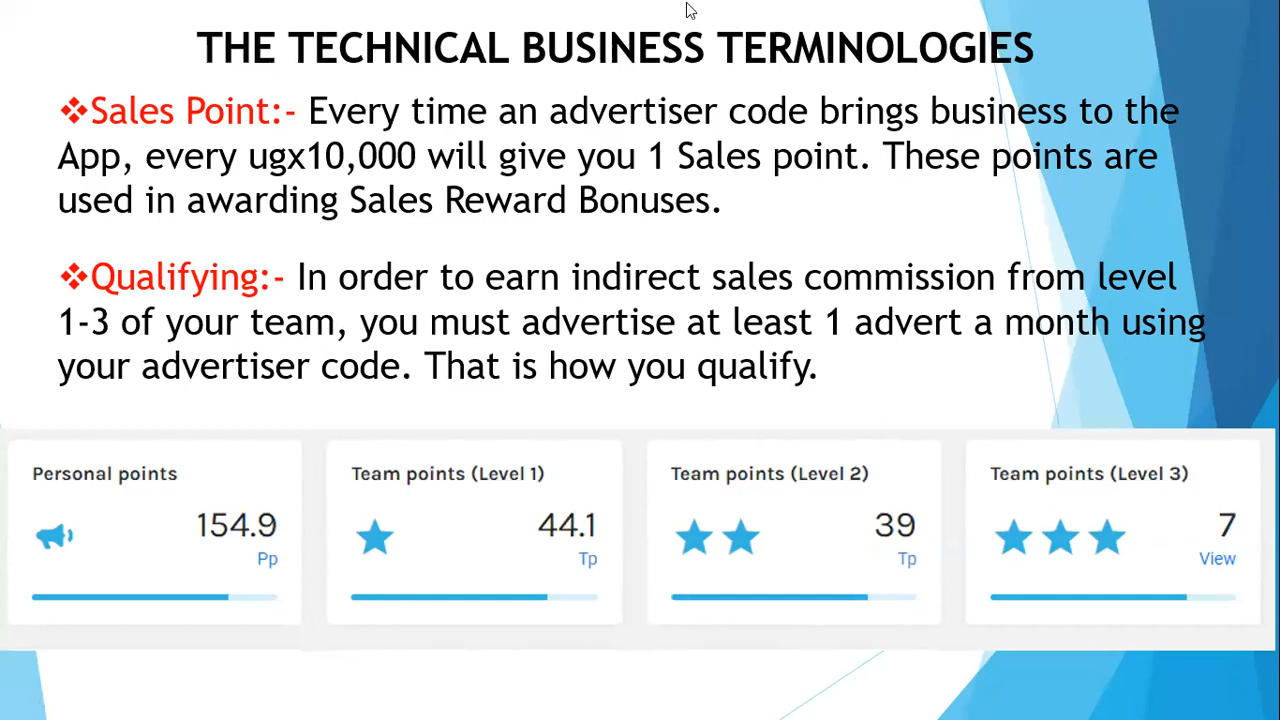 THE TECHNICAL BUSINESS TERMINOLOGIES
❖Sales Point:- Every time an advertiser code brings business to the
App, every ugx10,000 will give you 1 Sales point. These points are
used in awarding Sales Reward Bonuses.
❖Qualifying:- In order to earn indirect sales commission from level
1-3 of your team, you must advertise at least 1 advert a month using
your advertiser code. That is how you qualify.
Personal points
154.9
Pp
Team points (Level 1)
44.1
Tp
Team points (Level 2)
39
Tp
Team points (Level 3)
7
View